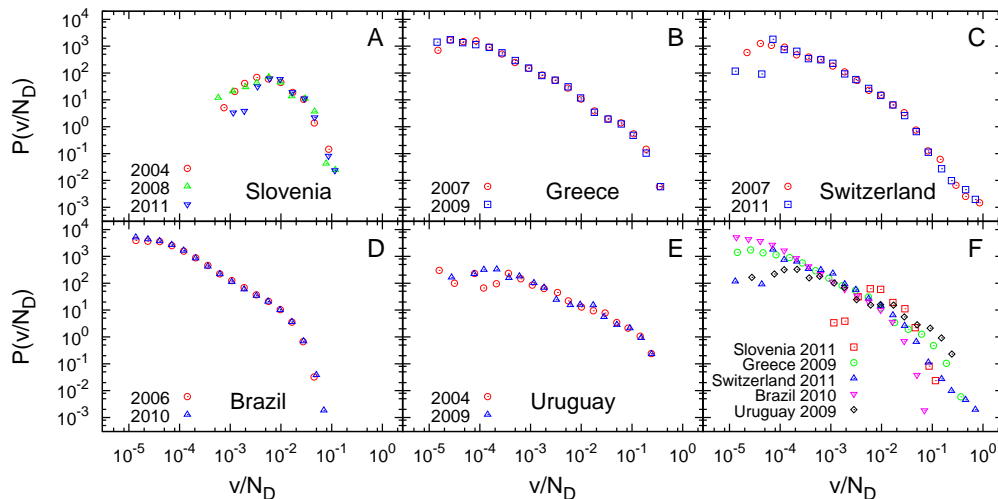 A
B
C
P(v/N_D)
10^4
10^3
10^2
10^1
10^0
10^-1
10^-2
10^-3
2004
2008
2011
Slovenia
2007
2009
Greece
2007
2011
Switzerland
D
E
F
P(v/N_D)
10^4
10^3
10^2
10^1
10^0
10^-1
10^-2
10^-3
2006
2010
Brazil
2004
2009
Uruguay
Slovenia 2011
Greece 2009
Switzerland 2011
Brazil 2010
Uruguay 2009
10^-5 10^-4 10^-3 10^-2 10^-1 10^0
10^-5 10^-4 10^-3 10^-2 10^-1 10^0
10^-5 10^-4 10^-3 10^-2 10^-1 10^0
v/N_D
v/N_D
v/N_D